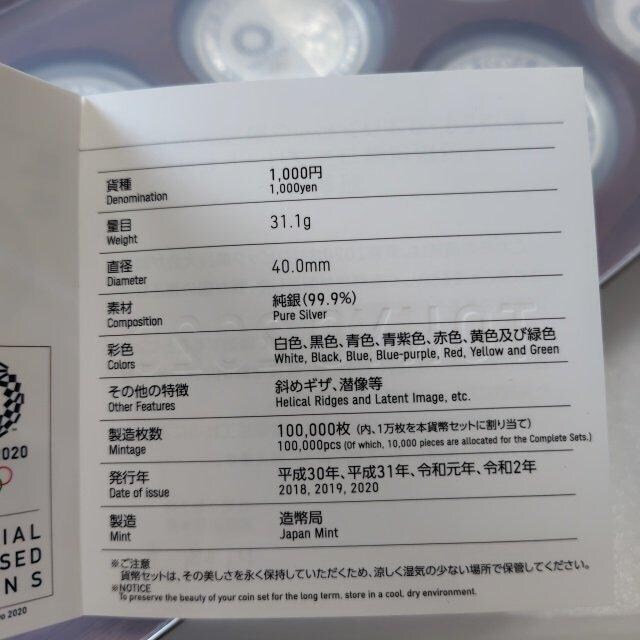 貨種 1,000円
Denomination 1,000yen
量目 31.1g
Weight
直径 40.0mm
Diameter
素材 純銀(99.9%)
Composition Pure Silver
彩色 白色、黒色、青色、青紫色、赤色、黄色及び緑色
Colors White, Black, Blue, Blue-purple, Red, Yellow and Green
その他の特徴 斜めギザ、潜像等
Other Features Helical Ridges and Latent Image, etc.
製造枚数 100,000枚 (内、1万枚を本貨幣セットに割り当て)
Mintage 100,000pcs (Of which, 10,000 pieces are allocated for the Complete Sets.)
発行年 平成30年、平成31年、令和元年、令和2年
Date of issue 2018, 2019, 2020
製造 造幣局
Mint Japan Mint
※ご注意
貨幣セットは、その美しさを永く保持していただくため、涼しく湿気の少ない場所で保管してください。
※NOTICE
To preserve the beauty of your coin set for the long term, store in a cool, dry environment.
2020
IAL
SED
NS
2020